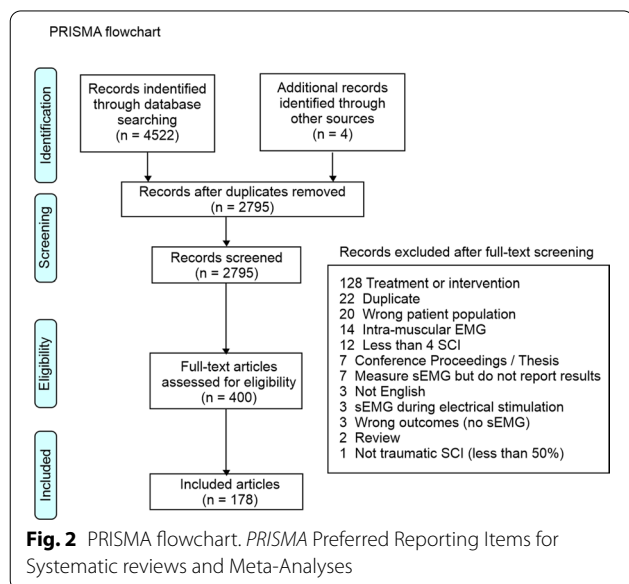 PRISMA flowchart
Identification
Records indentified
through database
searching
(n = 4522)
Additional records
identified through
other sources
(n = 4)
Records after duplicates removed
(n = 2795)
Screening
Records screened
(n = 2795)
Eligibility
Full-text articles
assessed for eligibility
(n = 400)
Records excluded after full-text screening
128 Treatment or intervention
22 Duplicate
20 Wrong patient population
14 Intra-muscular EMG
12 Less than 4 SCI
7 Conference Proceedings / Thesis
7 Measure sEMG but do not report results
3 Not English
3 sEMG during electrical stimulation
3 Wrong outcomes (no sEMG)
2 Review
1 Not traumatic SCI (less than 50%)
Included
Included articles
(n = 178)
Fig. 2 PRISMA flowchart. PRISMA Preferred Reporting Items for
Systematic reviews and Meta-Analyses